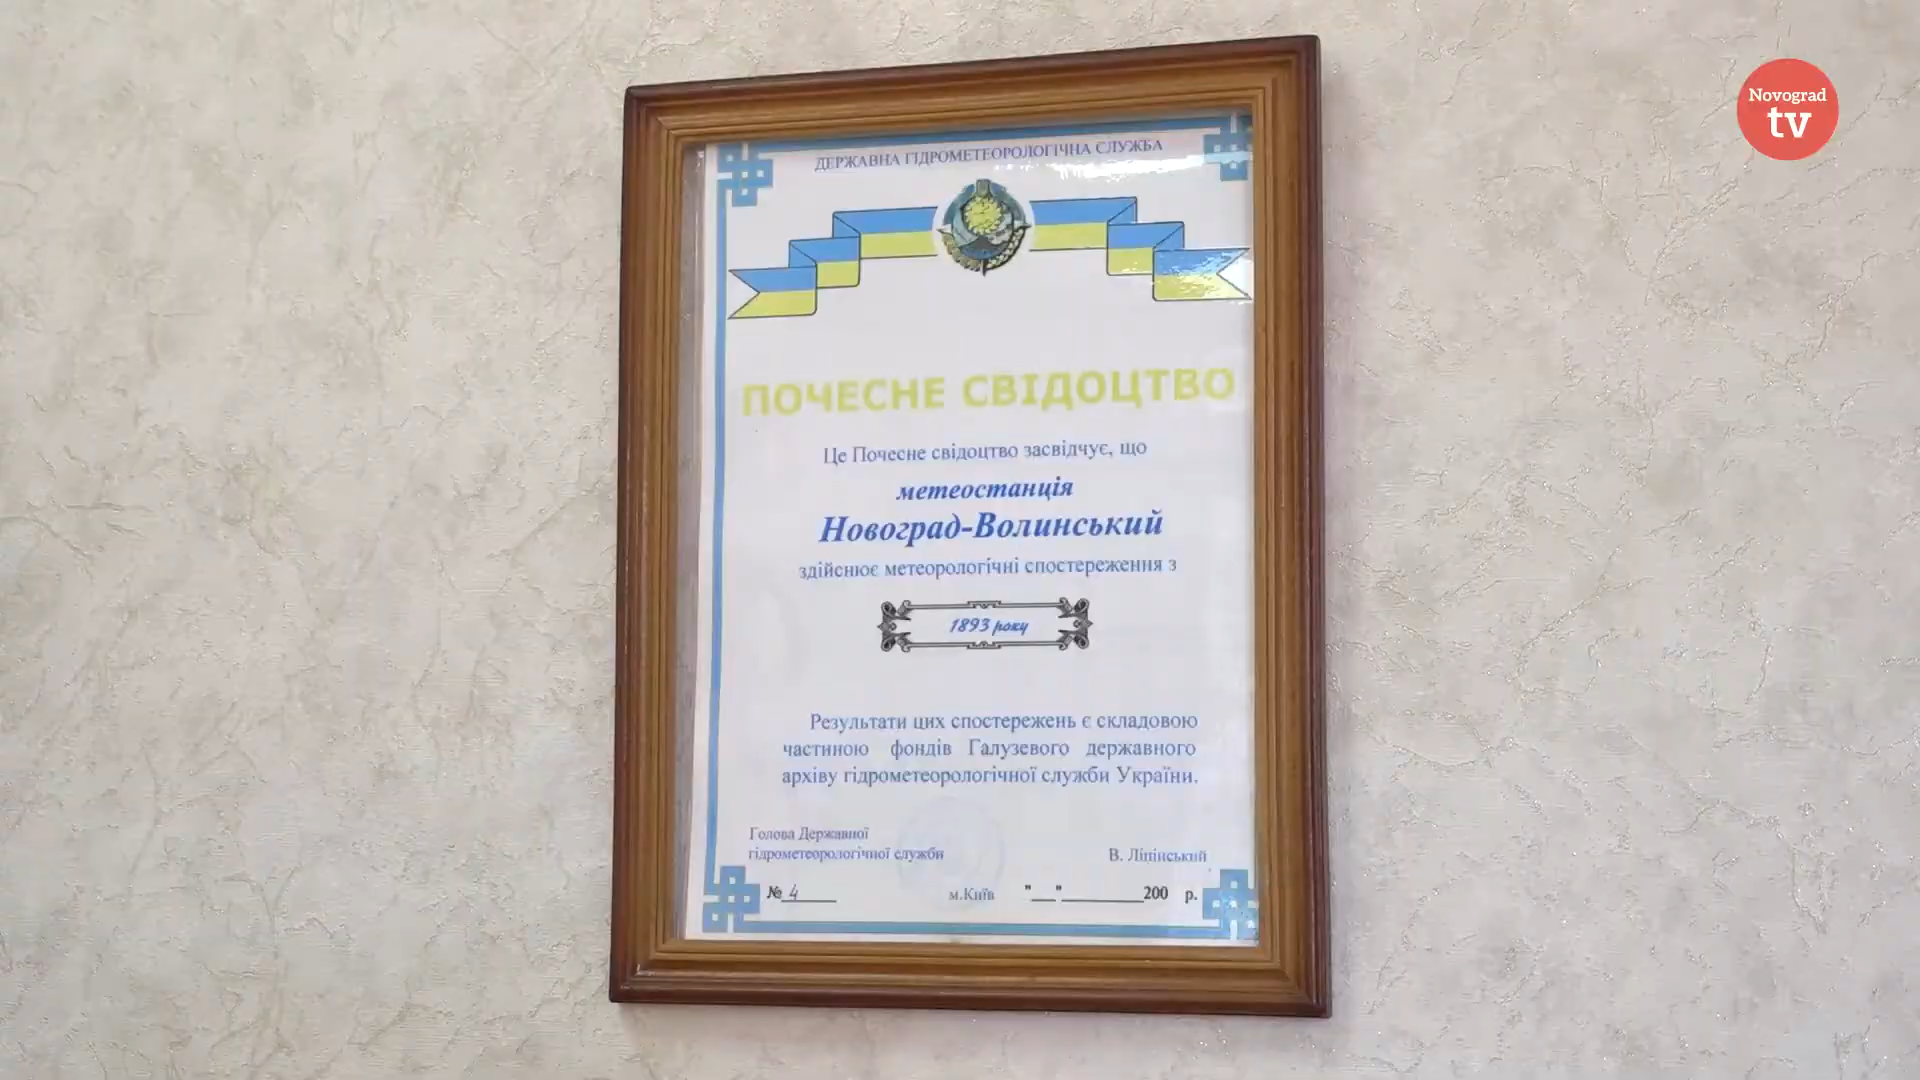 Novograd
tv
ДЕРЖАВНА ГІДРОМЕТЕОРОЛОГІЧНА СЛУЖБА
ПОЧЕСНЕ СВІДОЦТВО
Це Почесне свідоцтво засвідчує, що
метеостанція
Новоград-Волинський
здійснює метеорологічні спостереження з
1893 року
Результати цих спостережень є складовою
частиною фондів Галузевого державного
архіву гідрометеорологічної служби України.
Голова Державної
гідрометеорологічної служби
В. Ліпінський
№ 4 м.Київ "__" ________200 р.